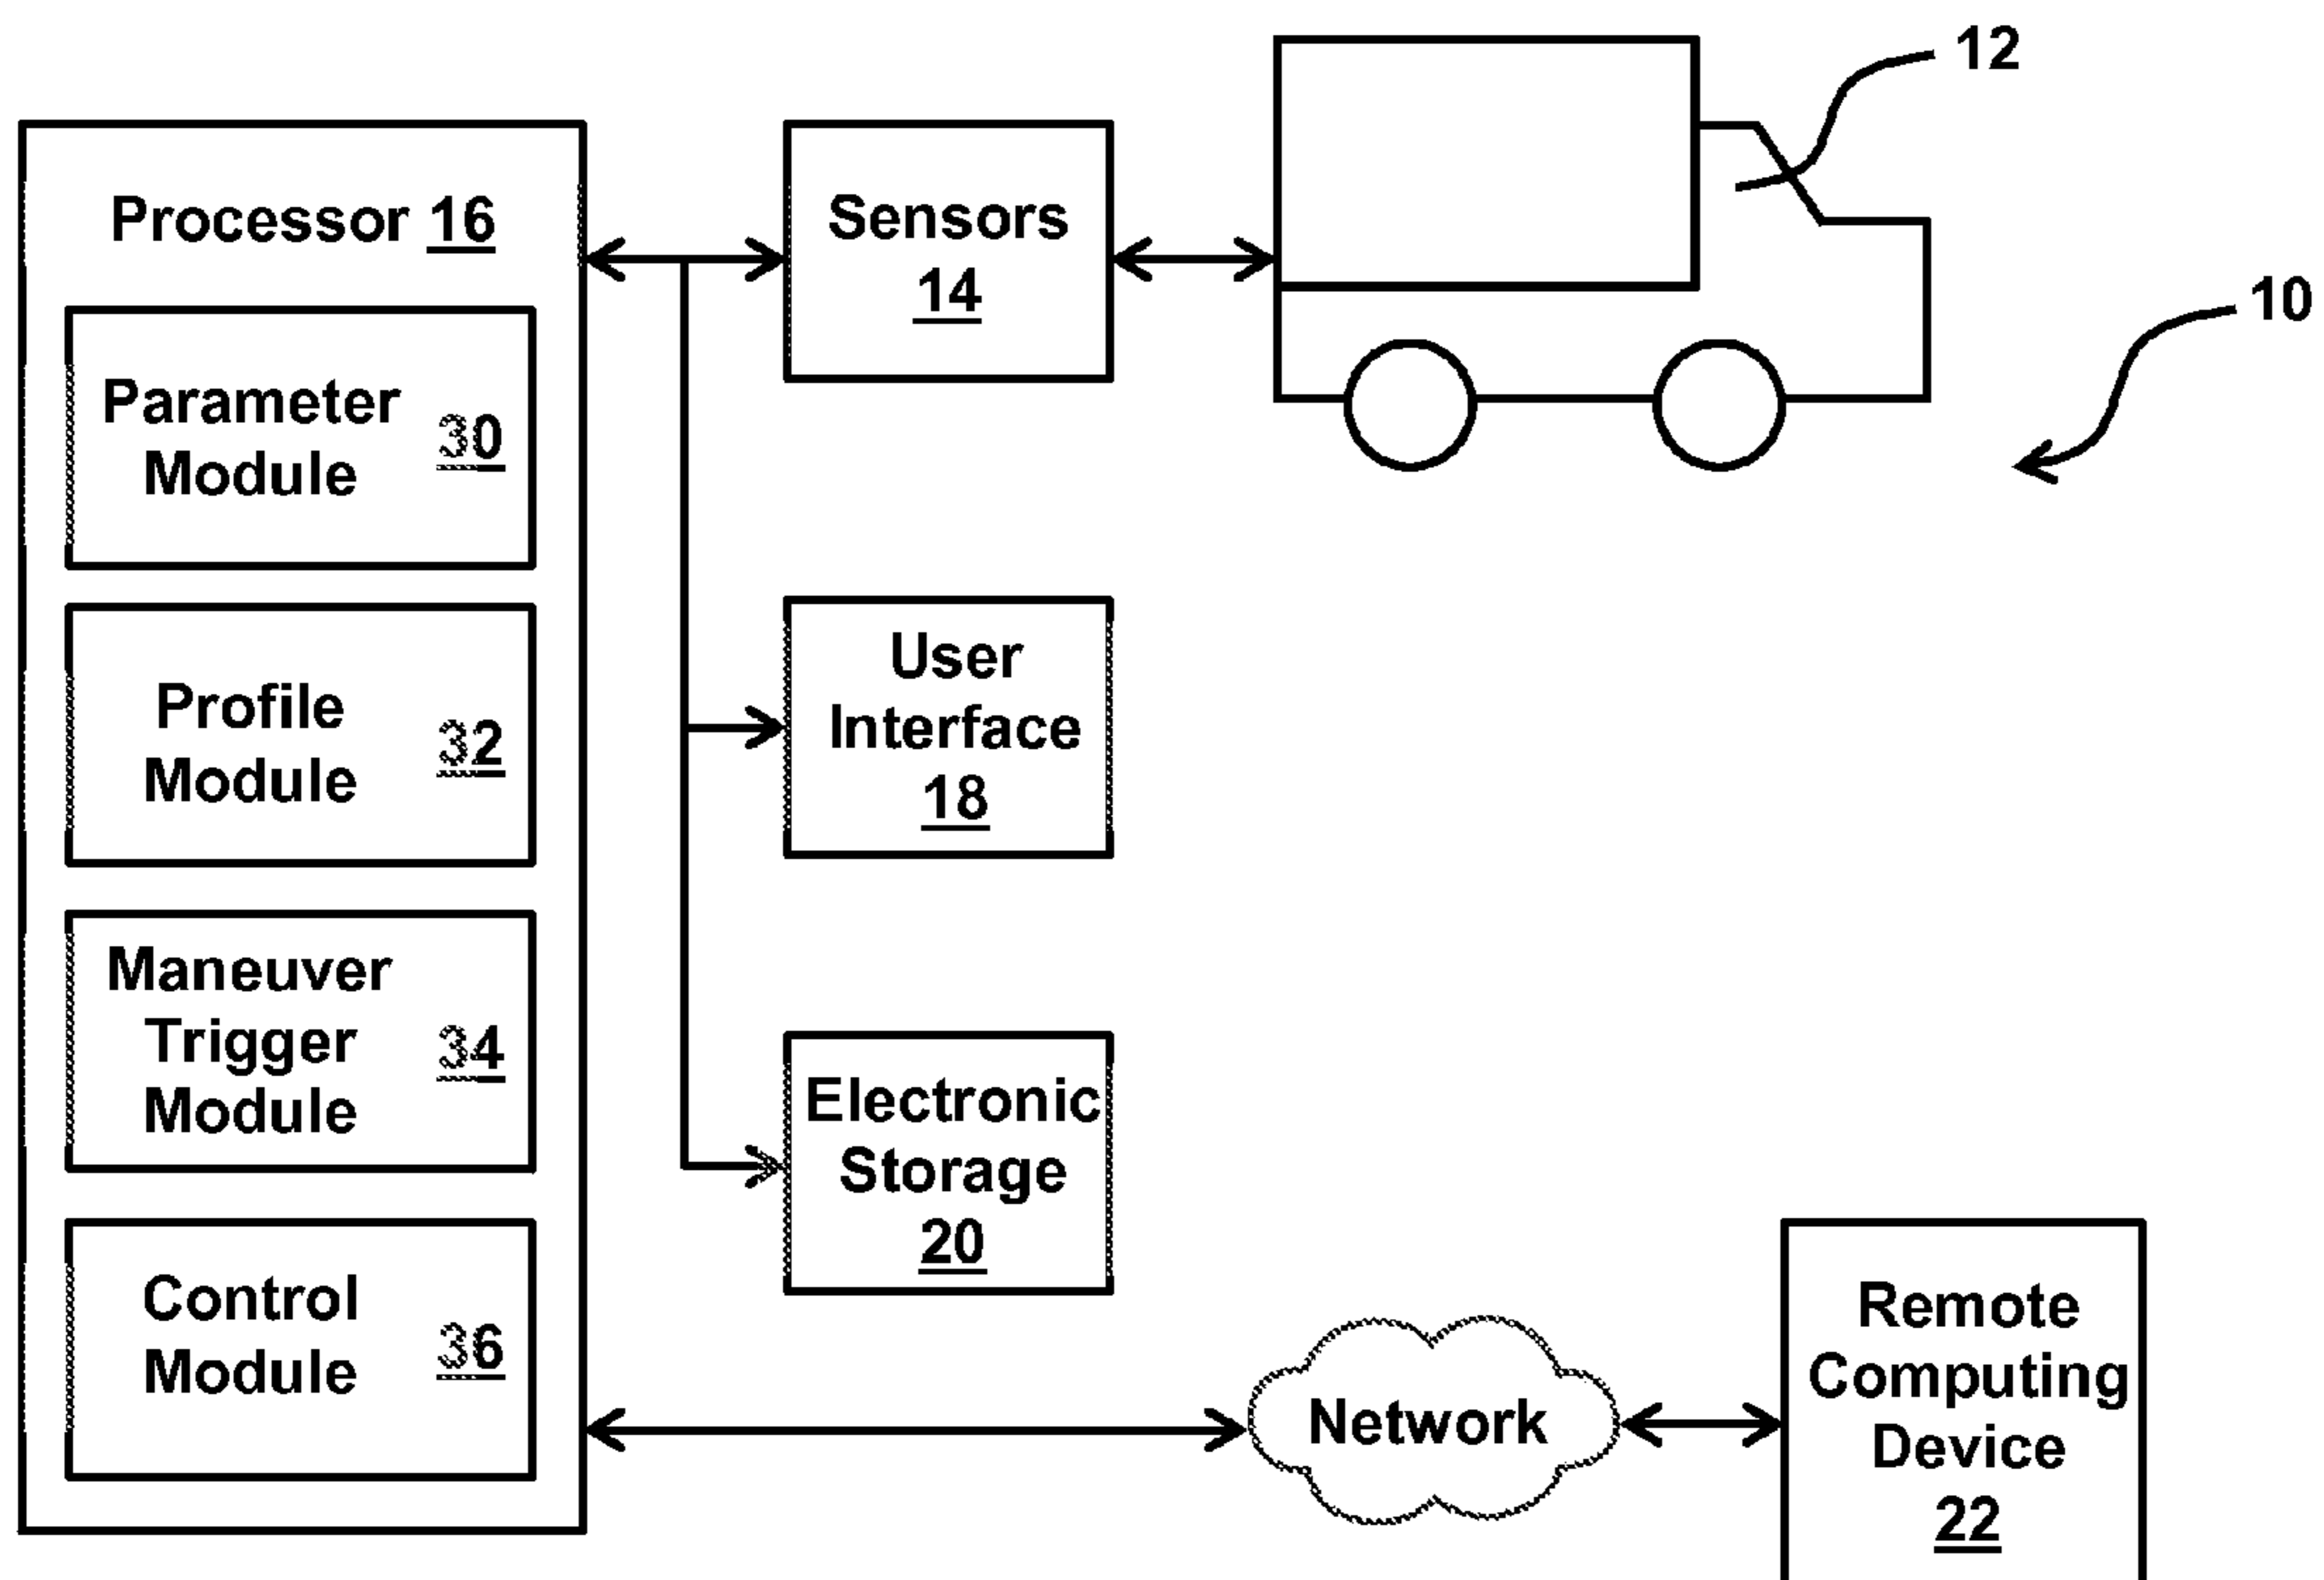 Processor 16
Parameter
Module
30
Profile
Module
32
Maneuver
Trigger
Module
34
Control
Module
36
Sensors
14
User
Interface
18
Electronic
Storage
20
12
10
Network
Remote
Computing
Device
22